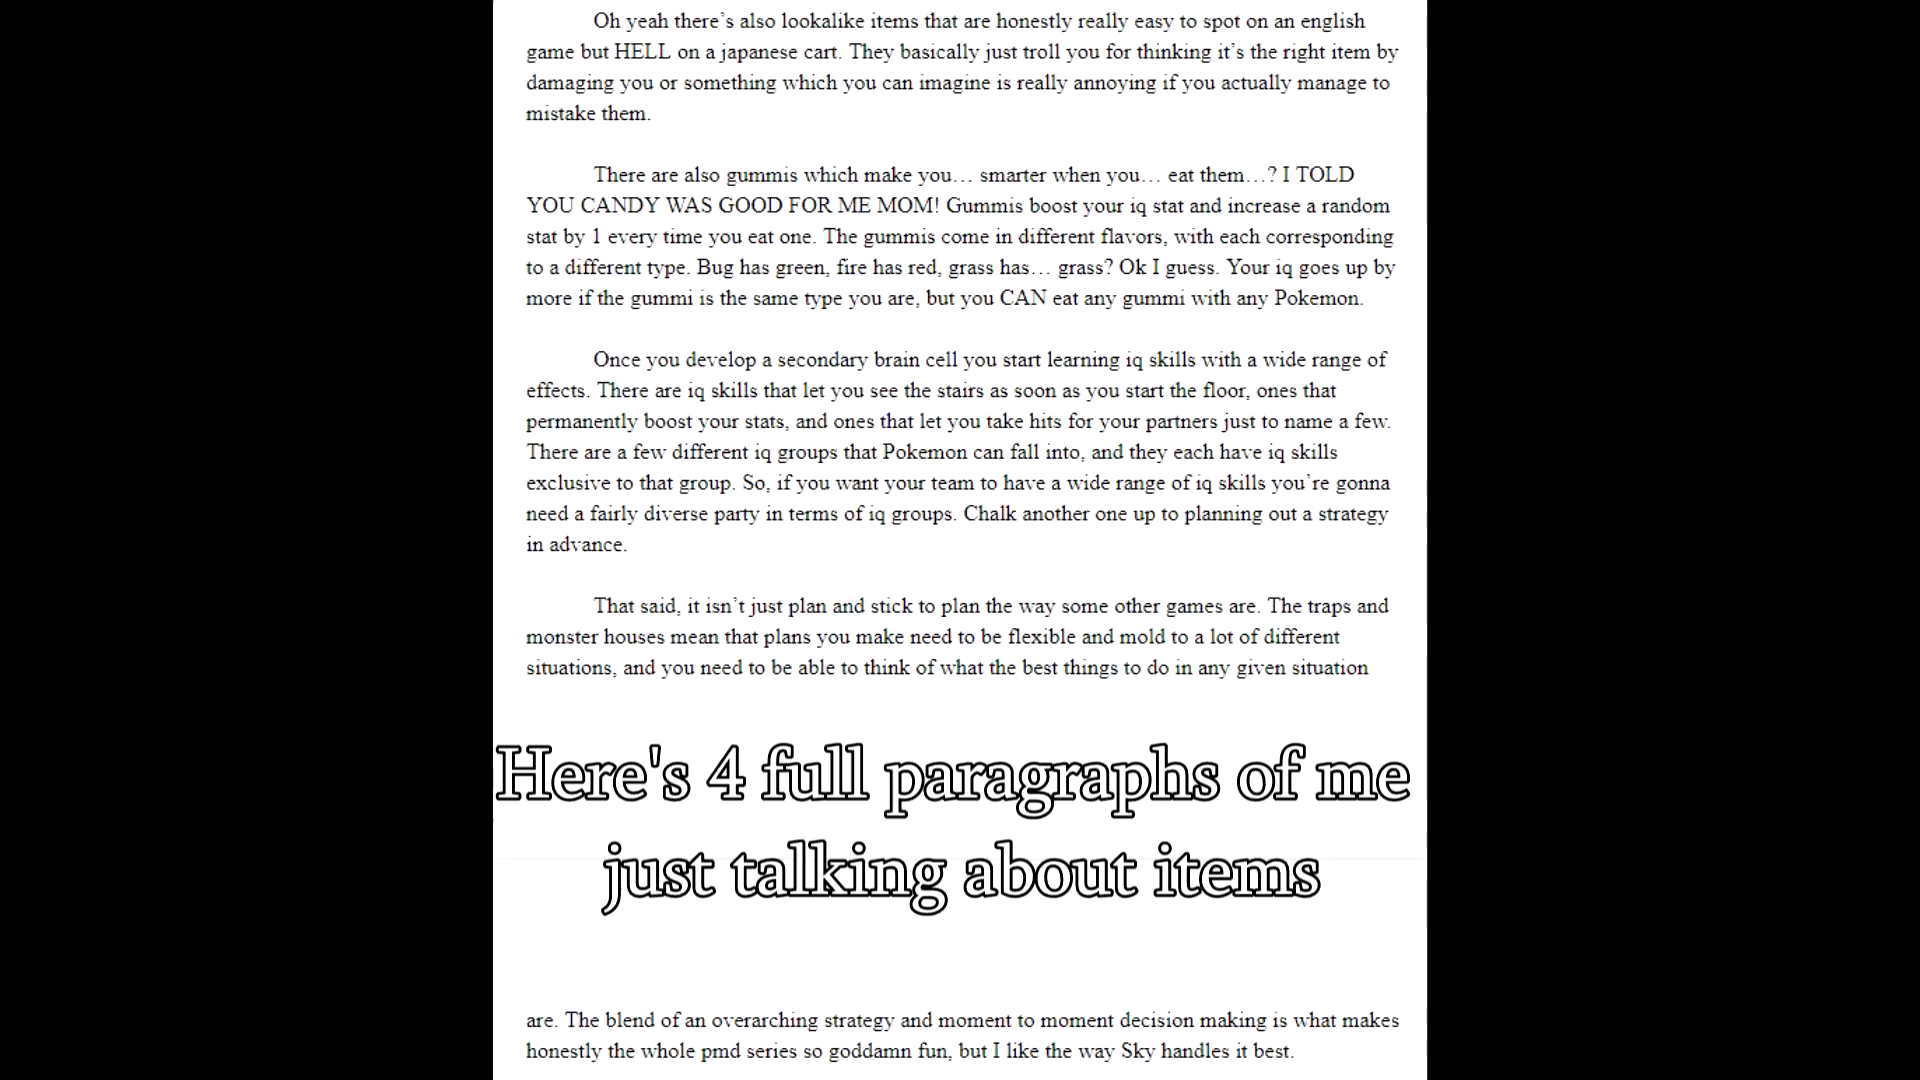 Oh yeah there's also lookalike items that are honestly really easy to spot on an english
game but HELL on a japanese cart. They basically just troll you for thinking it's the right item by
damaging you or something which you can imagine is really annoying if you actually manage to
mistake them.
There are also gummis which make you… smarter when you… eat them…? I TOLD
YOU CANDY WAS GOOD FOR ME MOM! Gummis boost your iq stat and increase a random
stat by 1 every time you eat one. The gummis come in different flavors, with each corresponding
to a different type. Bug has green, fire has red, grass has… grass? Ok I guess. Your iq goes up by
more if the gummi is the same type you are, but you CAN eat any gummi with any Pokemon.
Once you develop a secondary brain cell you start learning iq skills with a wide range of
effects. There are iq skills that let you see the stairs as soon as you start the floor, ones that
permanently boost your stats, and ones that let you take hits for your partners just to name a few.
There are a few different iq groups that Pokemon can fall into, and they each have iq skills
exclusive to that group. So, if you want your team to have a wide range of iq skills you're gonna
need a fairly diverse party in terms of iq groups. Chalk another one up to planning out a strategy
in advance.
That said, it isn't just plan and stick to plan the way some other games are. The traps and
monster houses mean that plans you make need to be flexible and mold to a lot of different
situations, and you need to be able to think of what the best things to do in any given situation
Here's 4 full paragraphs of me
just talking about items
are. The blend of an overarching strategy and moment to moment decision making is what makes
honestly the whole pmd series so goddamn fun, but I like the way Sky handles it best.